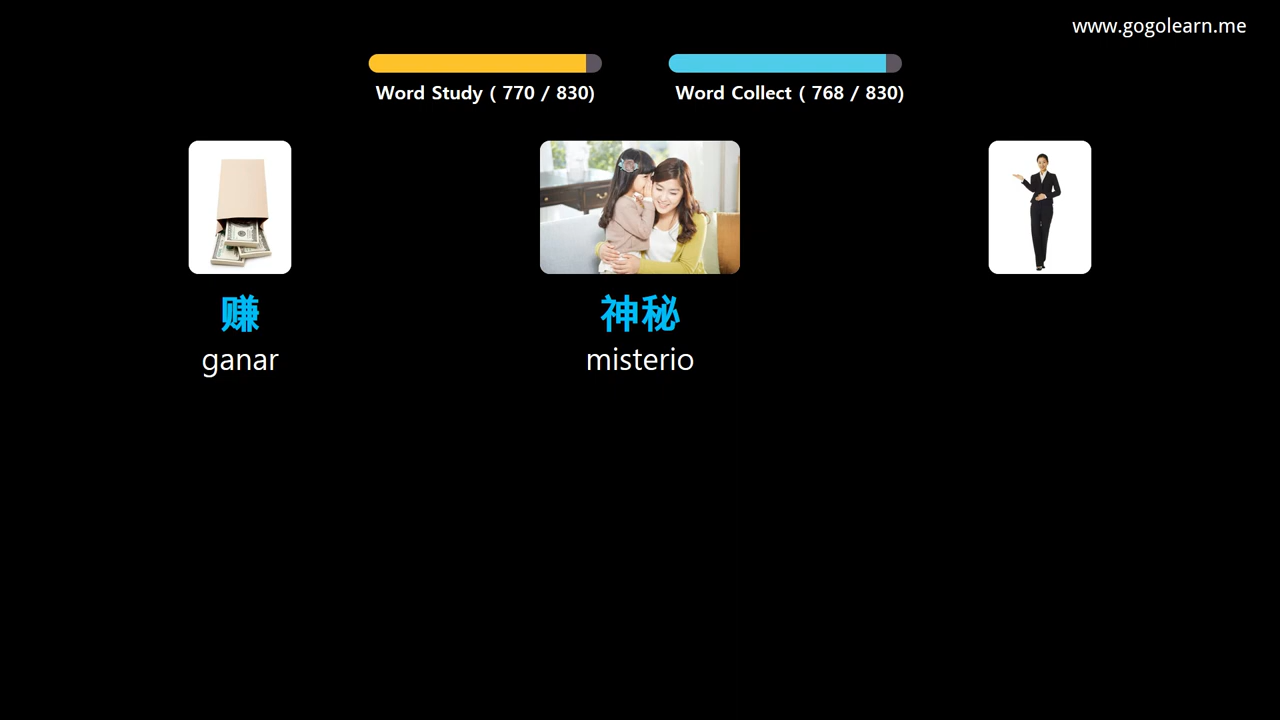 www.gogolearn.me
Word Study ( 770 / 830)
Word Collect ( 768 / 830)
赚
ganar
神秘
misterio